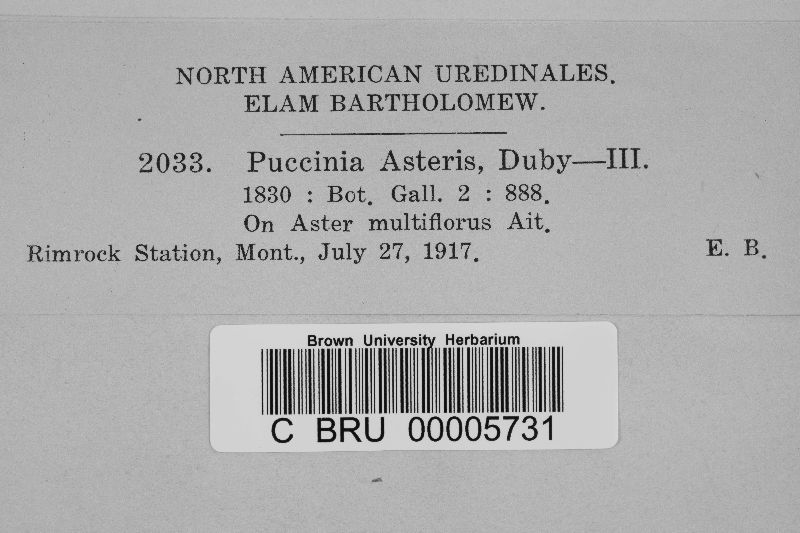 NORTH AMERICAN UREDINALES.
ELAM BARTHOLOMEW.
2033. Puccinia Asteris, Duby—III.
1830 : Bot. Gall. 2 : 888.
On Aster multiflorus Ait.
Rimrock Station, Mont., July 27, 1917. E. B.
Brown University Herbarium
C BRU 00005731